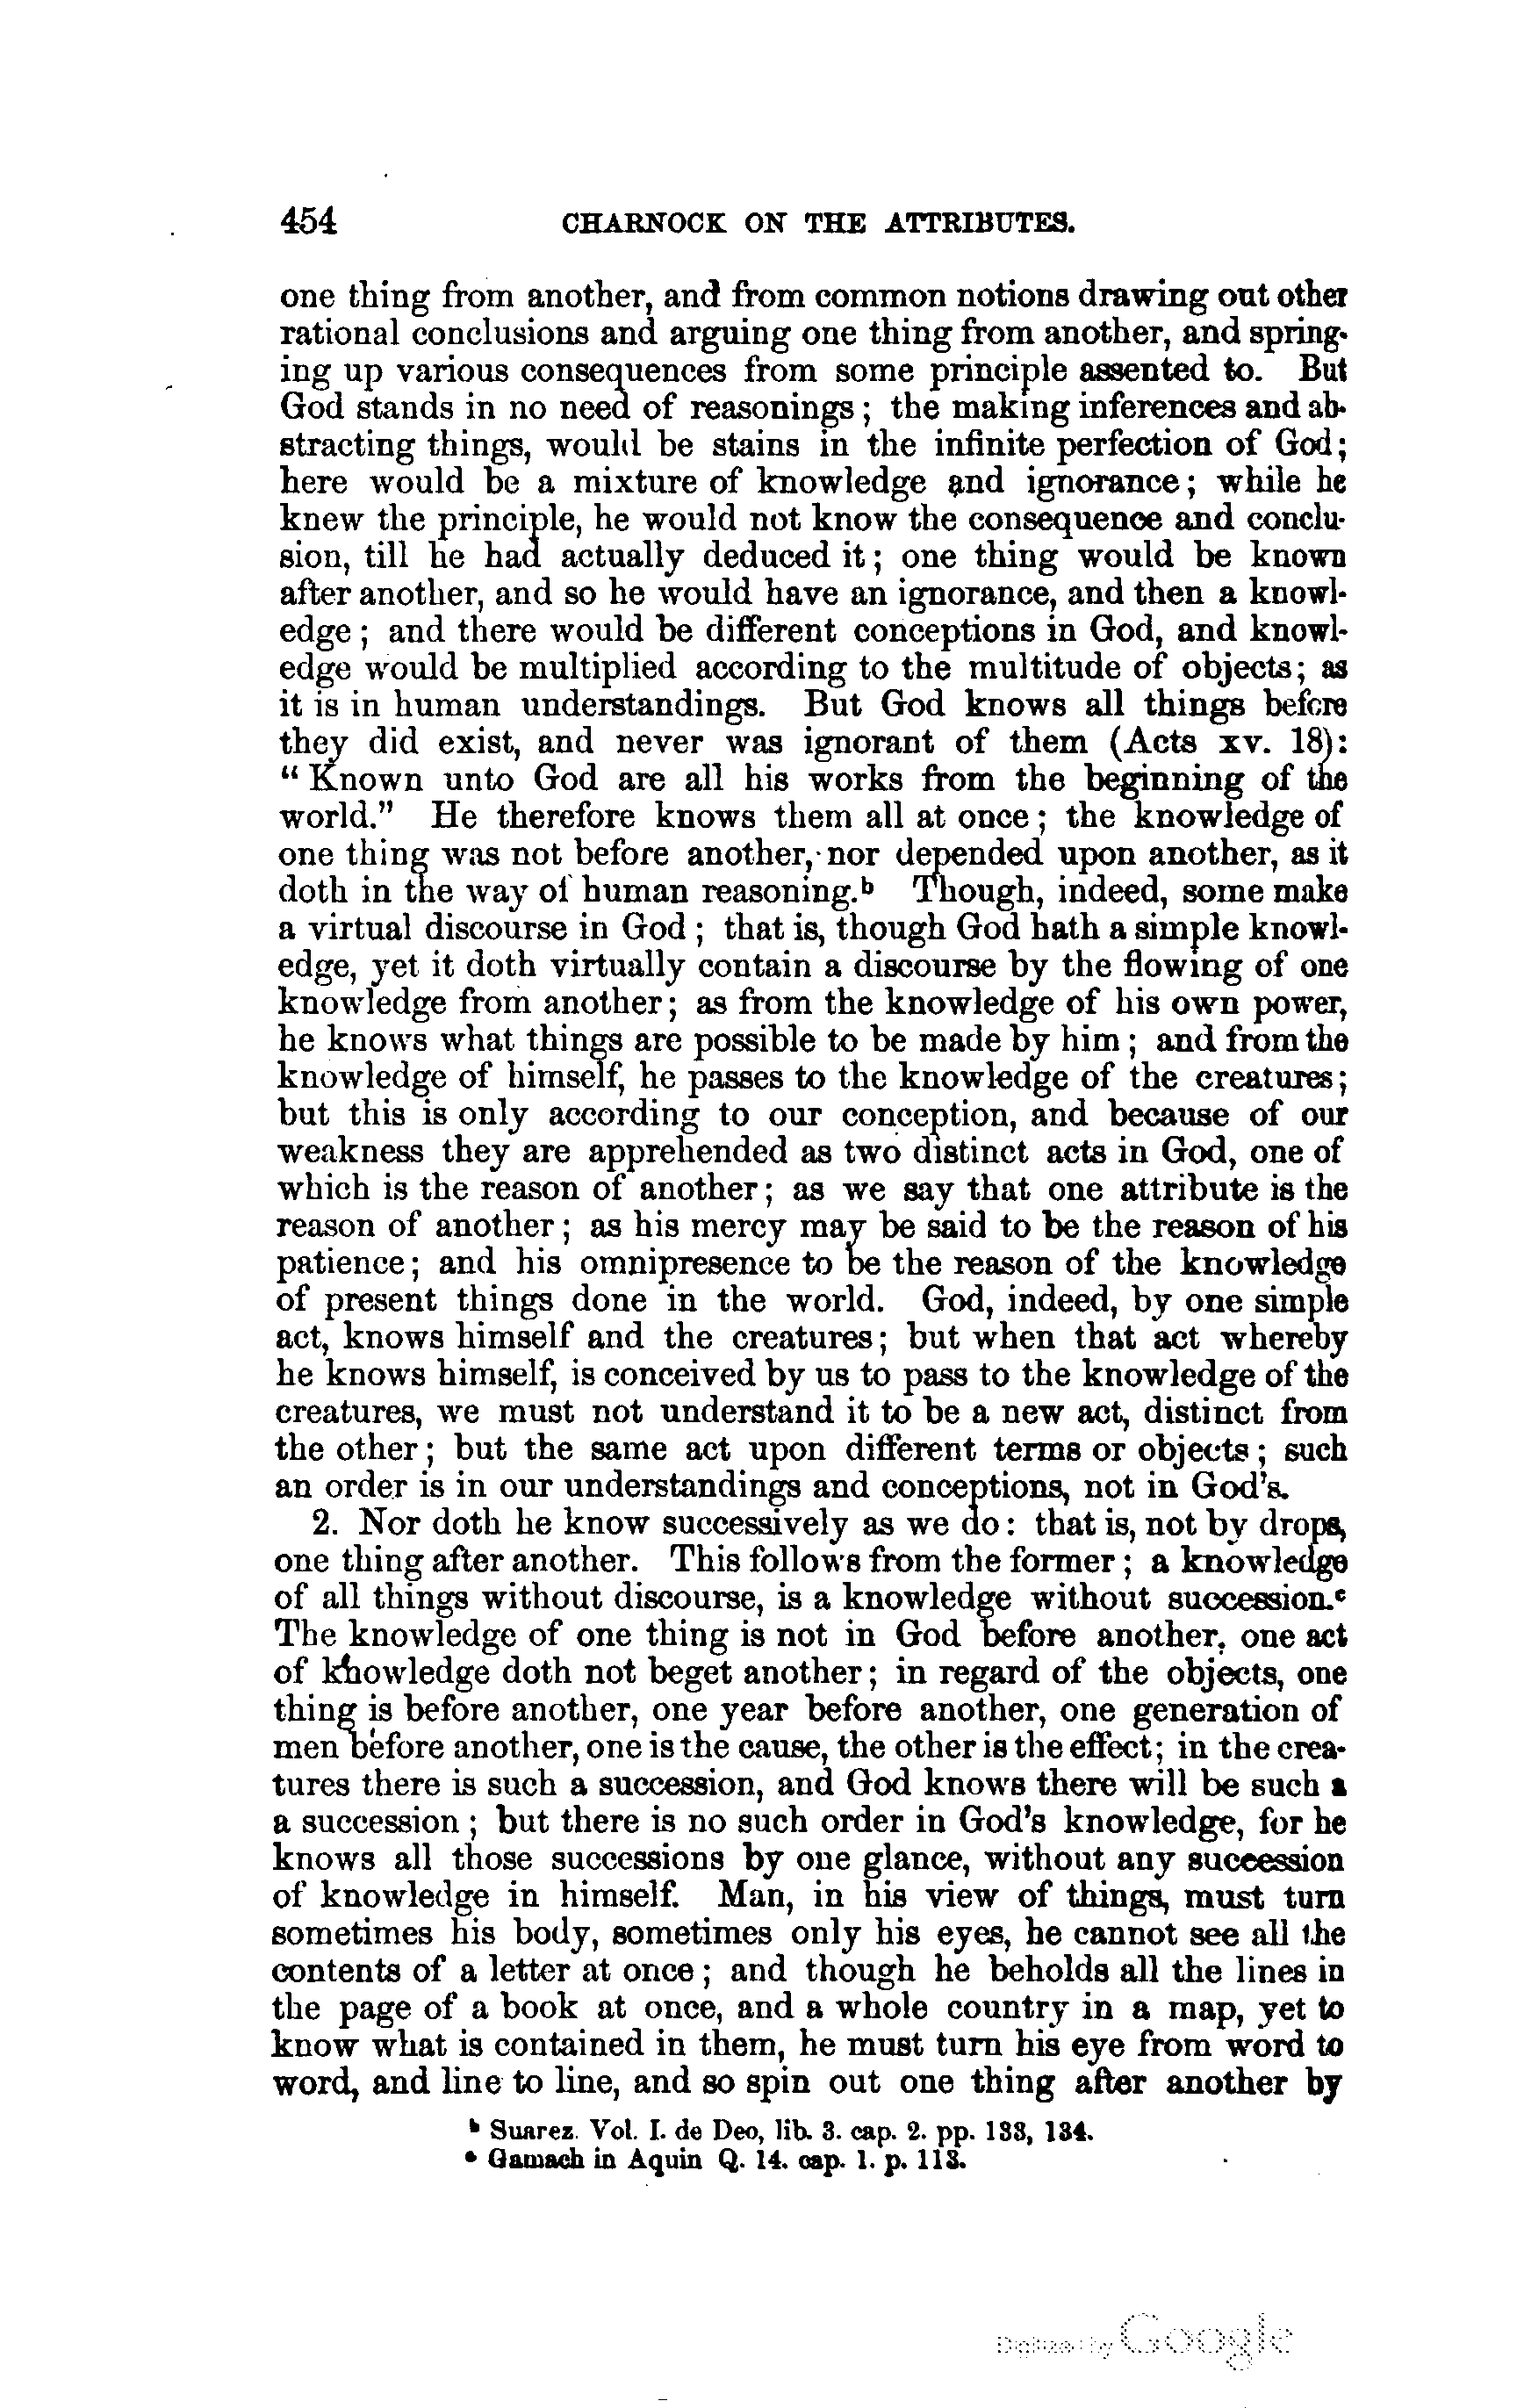 454 CHARNOCK ON THE ATTRIBUTES.
one thing from another, and from common notions drawing out other
rational conclusions and arguing one thing from another, and spring-
ing up various consequences from some principle assented to. But
God stands in no need of reasonings; the making inferences and ab-
stracting things, would be stains in the infinite perfection of God;
here would be a mixture of knowledge and ignorance; while he
knew the principle, he would not know the consequence and conclu-
sion, till he had actually deduced it; one thing would be known
after another, and so he would have an ignorance, and then a knowl-
edge; and there would be different conceptions in God, and knowl-
edge would be multiplied according to the multitude of objects; as
it is in human understandings. But God knows all things before
they did exist, and never was ignorant of them (Acts xv. 18):
“Known unto God are all his works from the beginning of the
world.” He therefore knows them all at once; the knowledge of
one thing was not before another, nor depended upon another, as it
doth in the way of human reasoning.ᵇ Though, indeed, some make
a virtual discourse in God; that is, though God hath a simple knowl-
edge, yet it doth virtually contain a discourse by the flowing of one
knowledge from another; as from the knowledge of his own power,
he knows what things are possible to be made by him; and from the
knowledge of himself, he passes to the knowledge of the creatures;
but this is only according to our conception, and because of our
weakness they are apprehended as two distinct acts in God, one of
which is the reason of another; as we say that one attribute is the
reason of another; as his mercy may be said to be the reason of his
patience; and his omnipresence to be the reason of the knowledge
of present things done in the world. God, indeed, by one simple
act, knows himself and the creatures; but when that act whereby
he knows himself, is conceived by us to pass to the knowledge of the
creatures, we must not understand it to be a new act, distinct from
the other; but the same act upon different terms or objects; such
an order is in our understandings and conceptions, not in God's.
2. Nor doth he know successively as we do: that is, not by drops,
one thing after another. This follows from the former; a knowledge
of all things without discourse, is a knowledge without succession.ᶜ
The knowledge of one thing is not in God before another, one act
of knowledge doth not beget another; in regard of the objects, one
thing is before another, one year before another, one generation of
men before another, one is the cause, the other is the effect; in the crea-
tures there is such a succession, and God knows there will be such a
a succession; but there is no such order in God's knowledge, for he
knows all those successions by one glance, without any succession
of knowledge in himself. Man, in his view of things, must turn
sometimes his body, sometimes only his eyes, he cannot see all the
contents of a letter at once; and though he beholds all the lines in
the page of a book at once, and a whole country in a map, yet to
know what is contained in them, he must turn his eye from word to
word, and line to line, and so spin out one thing after another by
ᵇ Suarez. Vol. I. de Deo, lib. 3. cap. 2. pp. 133, 134.
ᶜ Gamach in Aquin Q. 14. cap. 1. p. 113.
Digitized by Google